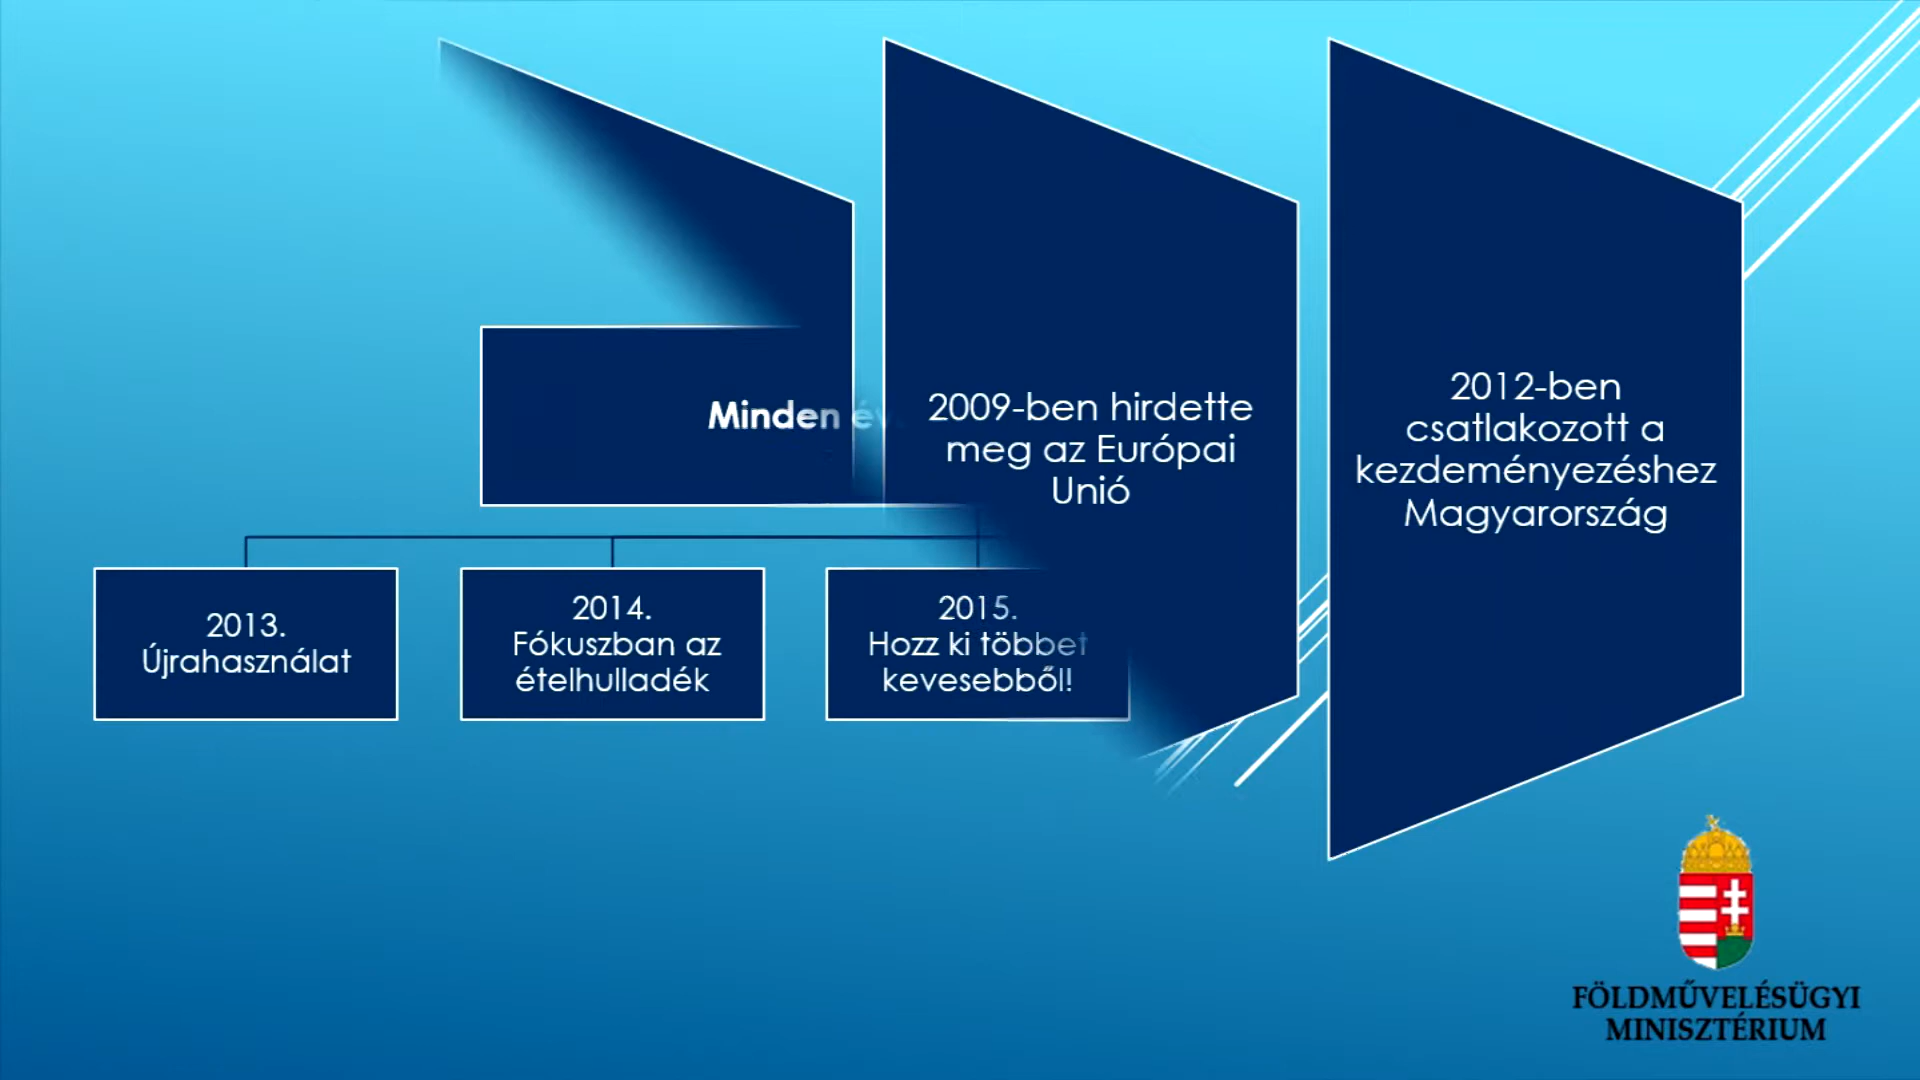 Minden
2009-ben hirdette
meg az Európai
Unió
2012-ben
csatlakozott a
kezdeményezéshez
Magyarország
2013.
Újrahasználat
2014.
Fókuszban az
ételhulladék
2015.
Hozz ki többet
kevesebből!
FÖLDMŰVELÉSÜGYI
MINISZTÉRIUM